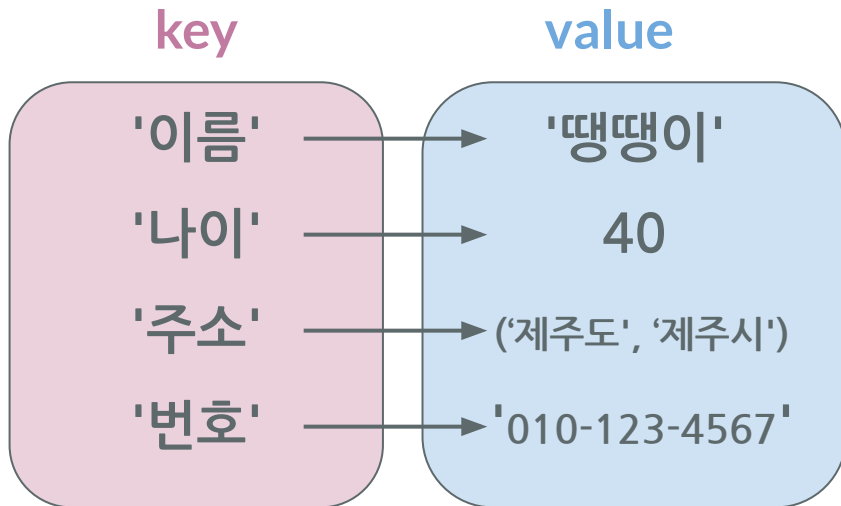 key value
'이름' '땡땡이'
'나이' 40
'주소' (‘제주도', ‘제주시')
'번호' '010-123-4567'